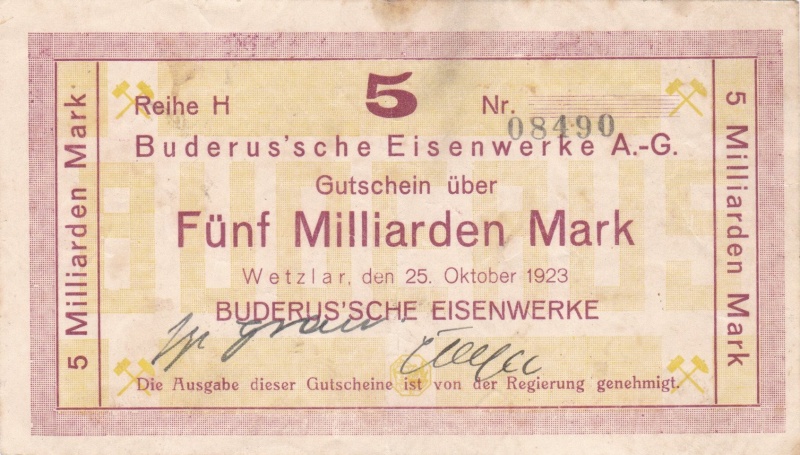 5 Milliarden Mark
Reihe H 5 Nr. 08490
Buderus'sche Eisenwerke A.-G.
Gutschein über
Fünf Milliarden Mark
Wetzlar, den 25. Oktober 1923
BUDERUS'SCHE EISENWERKE
Die Ausgabe dieser Gutscheine ist von der Regierung genehmigt.
5 Milliarden Mark